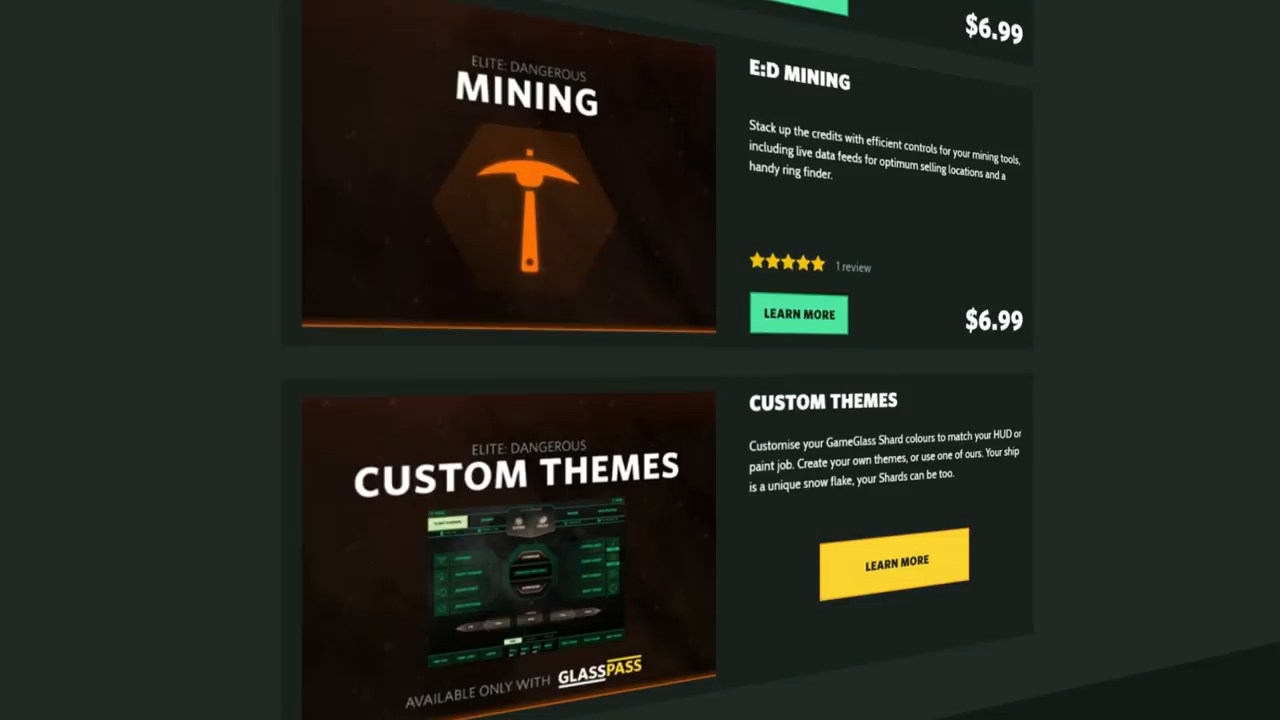 $6.99
ELITE: DANGEROUS
MINING
E:D MINING
Stack up the credits with efficient controls for your mining tools,
including live data feeds for optimum selling locations and a
handy ring finder.
1 review
LEARN MORE
$6.99
ELITE: DANGEROUS
CUSTOM THEMES
AVAILABLE ONLY WITH GLASSPASS
CUSTOM THEMES
Customise your GameGlass Shard colours to match your HUD or
paint job. Create your own themes, or use one of ours. Your ship
is a unique snow flake, your Shards can be too.
LEARN MORE